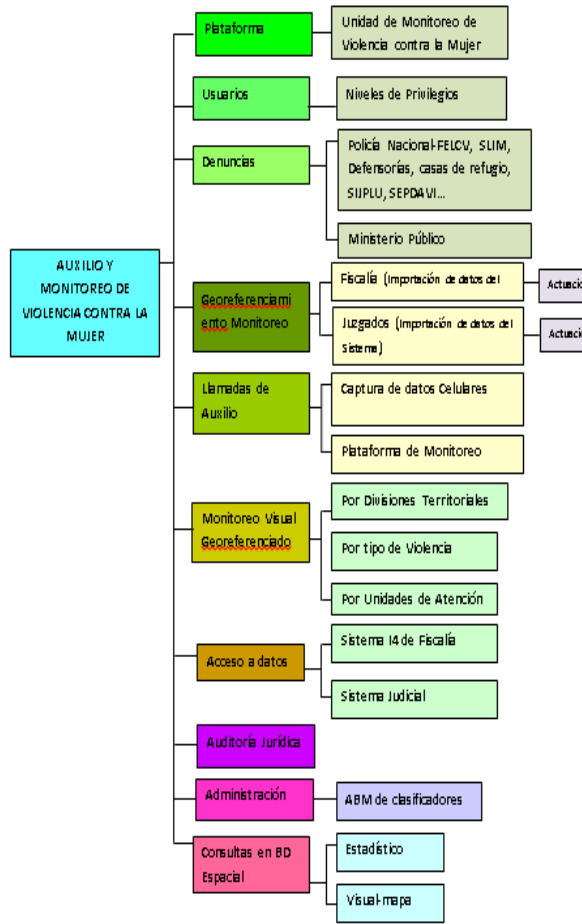 Plataforma
Unidad de Monitoreo de
Violencia contra la Mujer
Usuarios
Niveles de Privilegios
Denuncias
Policía Nacional-FELCV, SLIM,
Defensorías, casas de refugio,
SIJPLU, SEPDAVI...
Ministerio Público
AUXILIO Y
MONITOREO DE
VIOLENCIA CONTRA LA
MUJER
Georeferenciami
ento Monitoreo
Fiscalía (Importación de datos del
Actuacio
Juzgados (Importación de datos del
Sistema)
Actuacio
Llamadas de
Auxilio
Captura de datos Celulares
Plataforma de Monitoreo
Monitoreo Visual
Georeferenciado
Por Divisiones Territoriales
Por tipo de Violencia
Por Unidades de Atención
Acceso a datos
Sistema I4 de Fiscalía
Sistema Judicial
Auditoría Jurídica
Administración
ABM de clasificadores
Consultas en BD
Espacial
Estadístico
Visual-mapa